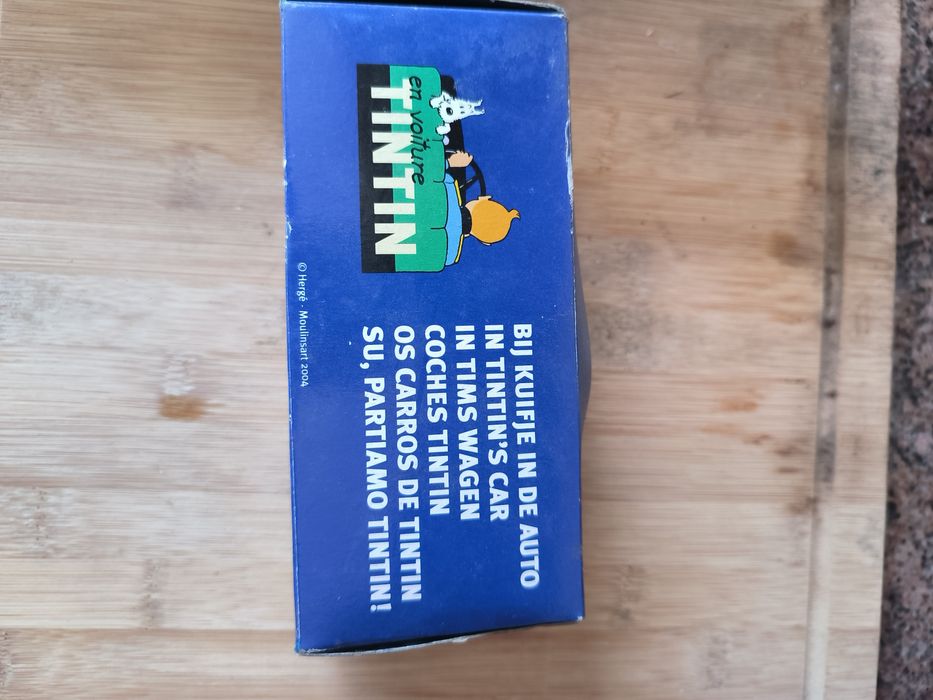 en voiture
TINTIN
BIJ KUIFJE IN DE AUTO
IN TINTIN'S CAR
IN TIMS WAGEN
COCHES TINTIN
OS CARROS DE TINTIN
SU, PARTIAMO TINTIN!
© Hergé - Moulinsart 2004